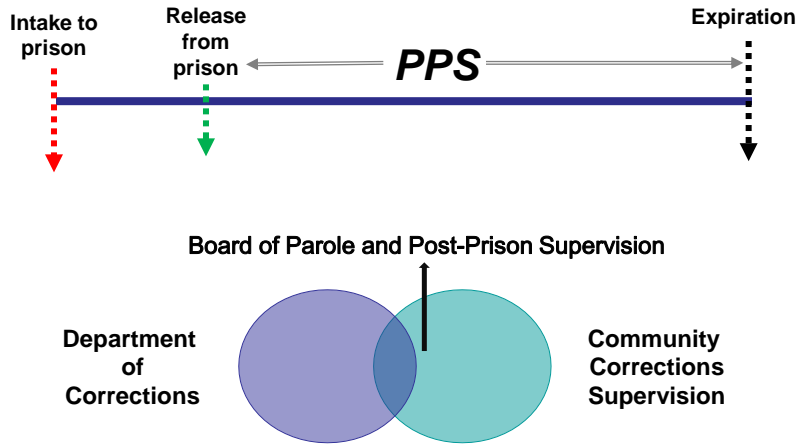 Intake to
prison
Release
from
prison
PPS
Expiration
Board of Parole and Post-Prison Supervision
Department
of
Corrections
Community
Corrections
Supervision